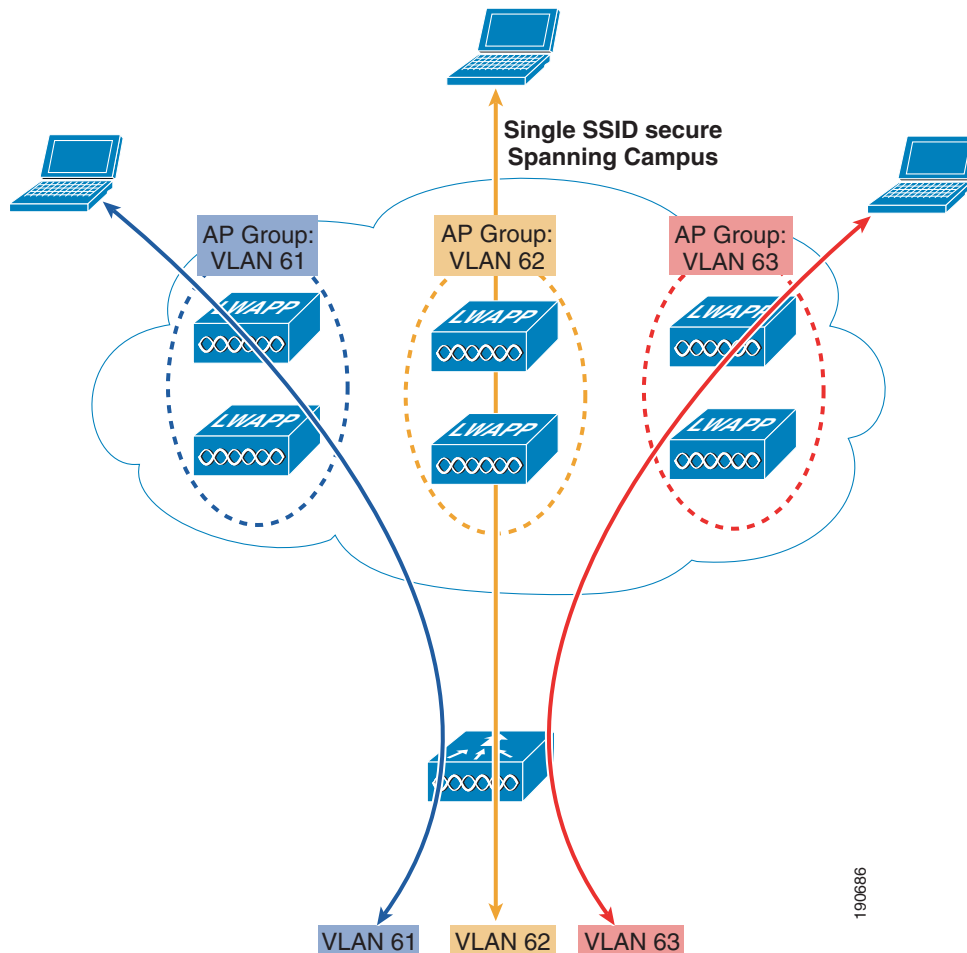 Single SSID secure
Spanning Campus
AP Group:
VLAN 61
AP Group:
VLAN 62
AP Group:
VLAN 63
LWAPP
LWAPP
LWAPP
LWAPP
LWAPP
LWAPP
190686
VLAN 61
VLAN 62
VLAN 63